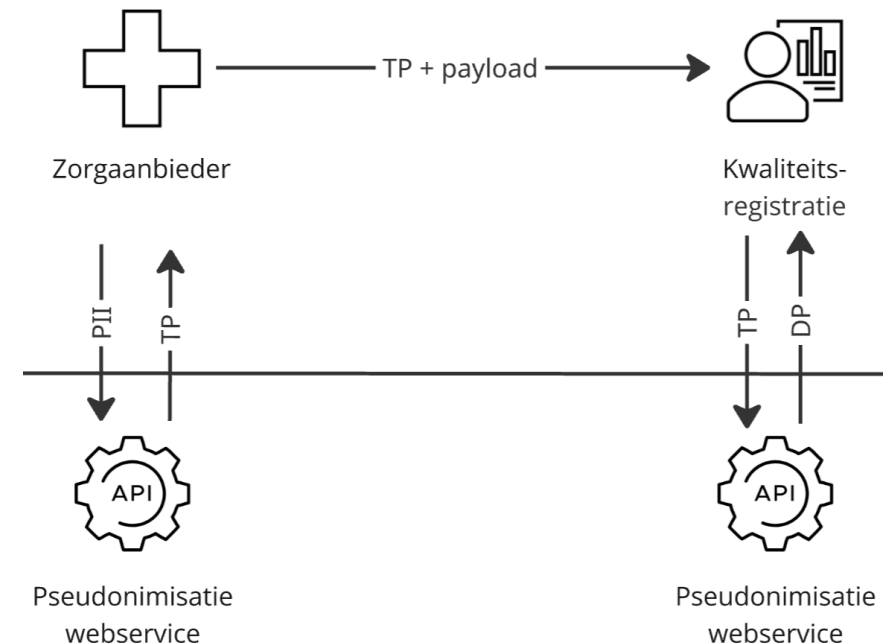 TP + payload
Zorgaanbieder
Kwaliteits-
registratie
PII
TP
TP
DP
API
API
Pseudonimisatie
webservice
Pseudonimisatie
webservice